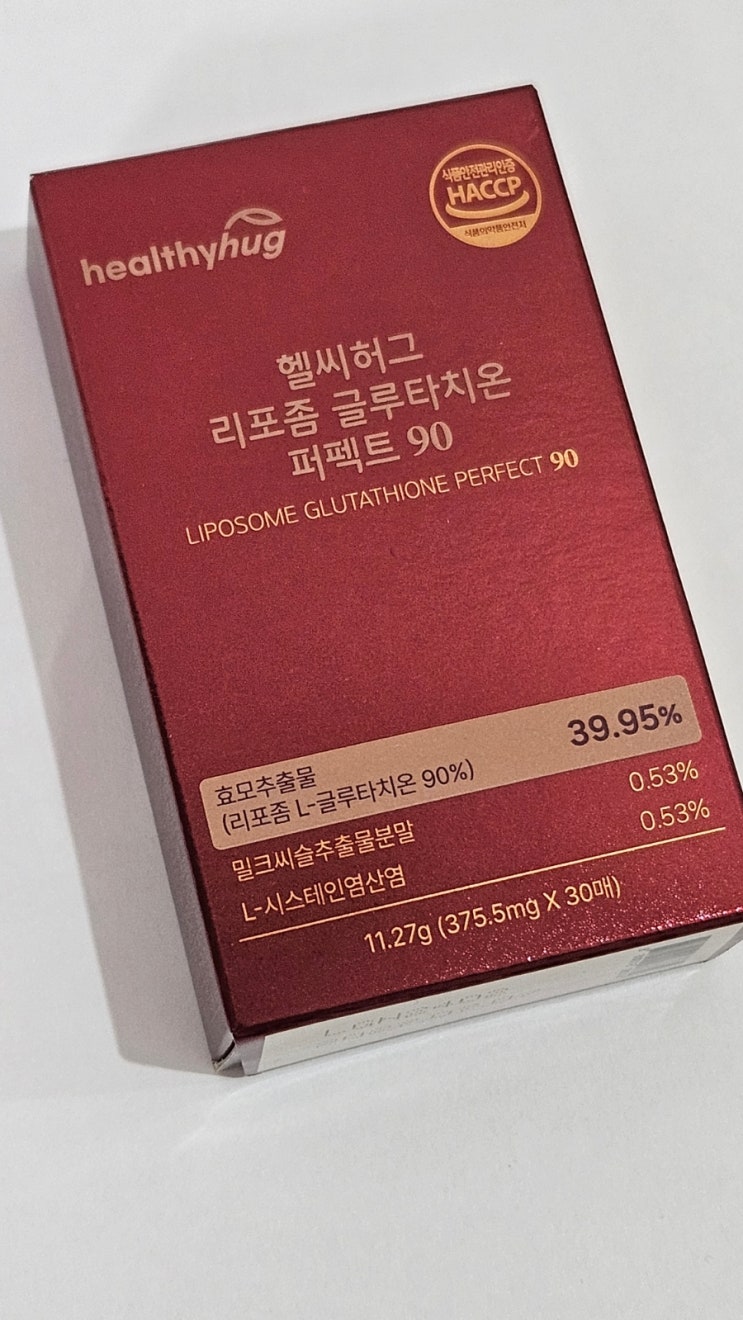 식품안전관리인증
HACCP
식품의약품안전처
healthyhug
헬씨허그
리포좀 글루타치온
퍼펙트 90
LIPOSOME GLUTATHIONE PERFECT 90
효모추출물
(리포좀 L-글루타치온 90%) 39.95%
밀크씨슬추출물분말 0.53%
L-시스테인염산염 0.53%
11.27g (375.5mg X 30매)